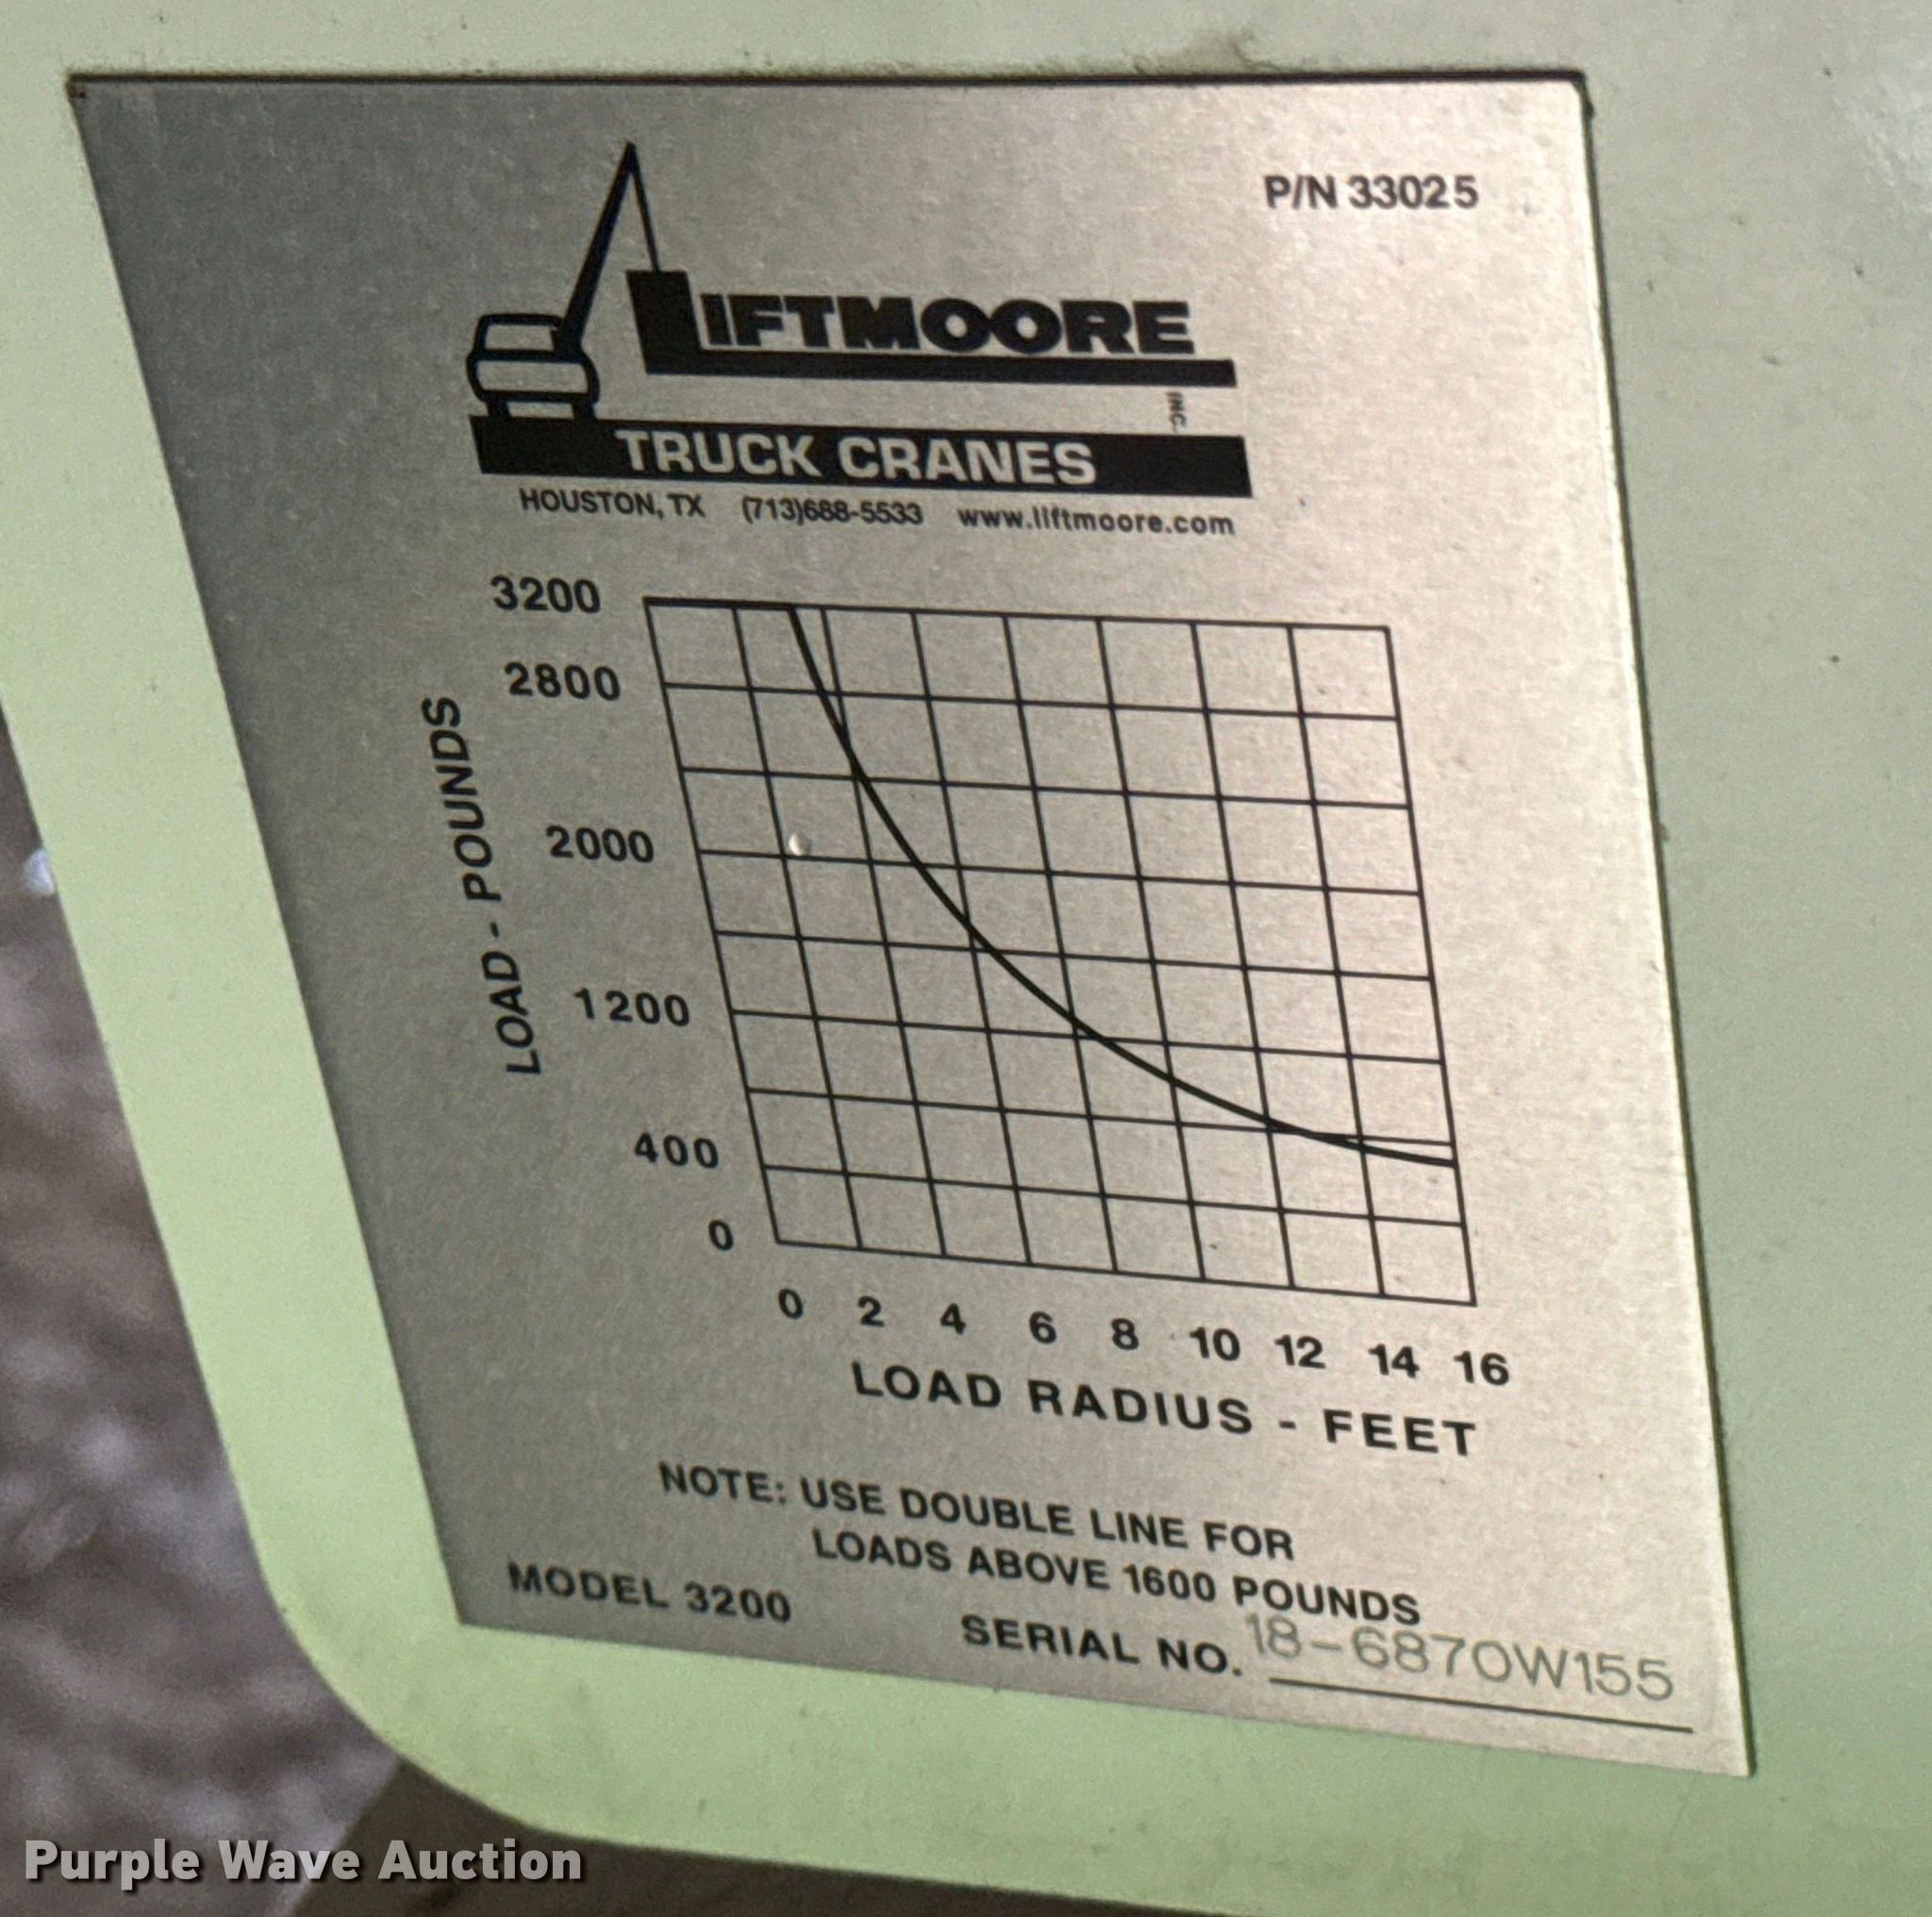 P/N 33025
LIFTMOORE
INC.
TRUCK CRANES
HOUSTON, TX (713)688-5533 www.liftmoore.com
3200
2800
2000
1200
400
0
LOAD - POUNDS
0 2 4 6 8 10 12 14 16
LOAD RADIUS - FEET
NOTE: USE DOUBLE LINE FOR
LOADS ABOVE 1600 POUNDS
MODEL 3200
SERIAL NO. 18-6870W155
Purple Wave Auction